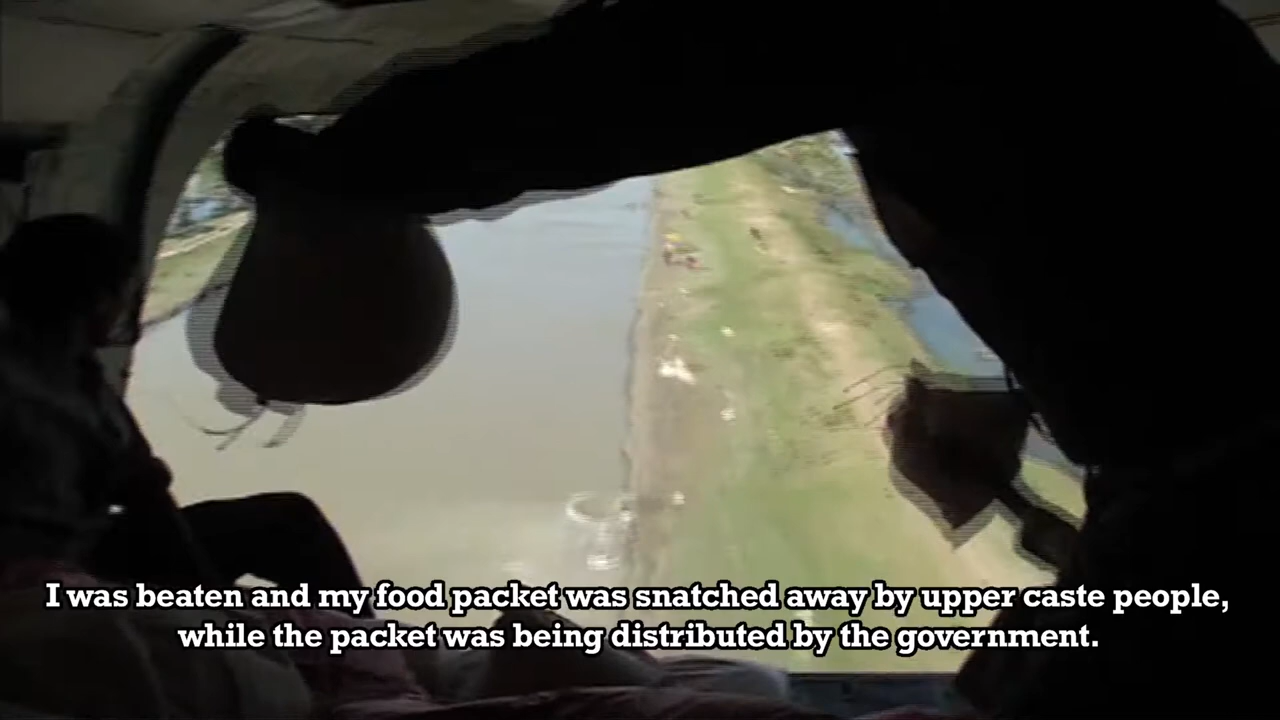 I was beaten and my food packet was snatched away by upper caste people,
while the packet was being distributed by the government.